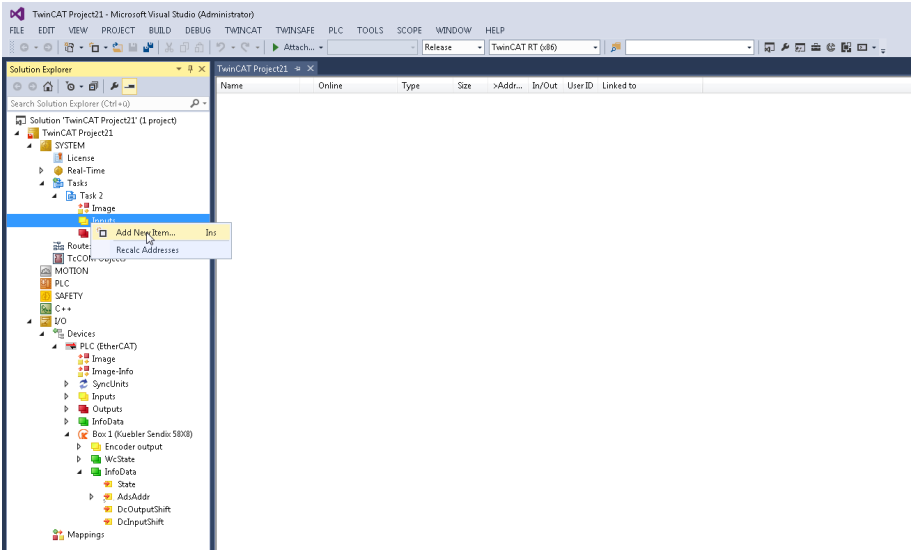 TwinCAT Project21 - Microsoft Visual Studio (Administrator)
FILE EDIT VIEW PROJECT BUILD DEBUG TWINCAT TWINSAFE PLC TOOLS SCOPE WINDOW HELP
Attach... Release TwinCAT RT (x86)
Solution Explorer
TwinCAT Project21
Name Online Type Size >Addr... In/Out User ID Linked to
Search Solution Explorer (Ctrl+ü)
Solution 'TwinCAT Project21' (1 project)
TwinCAT Project21
SYSTEM
License
Real-Time
Tasks
Task 2
Image
Inputs
Add New Item... Ins
Recalc Addresses
Routes
TcCOM Objects
MOTION
PLC
SAFETY
C++
I/O
Devices
PLC (EtherCAT)
Image
Image-Info
SyncUnits
Inputs
Outputs
InfoData
Box 1 (Kuebler Sendix 58X8)
Encoder output
WcState
InfoData
State
AdsAddr
DcOutputShift
DcInputShift
Mappings